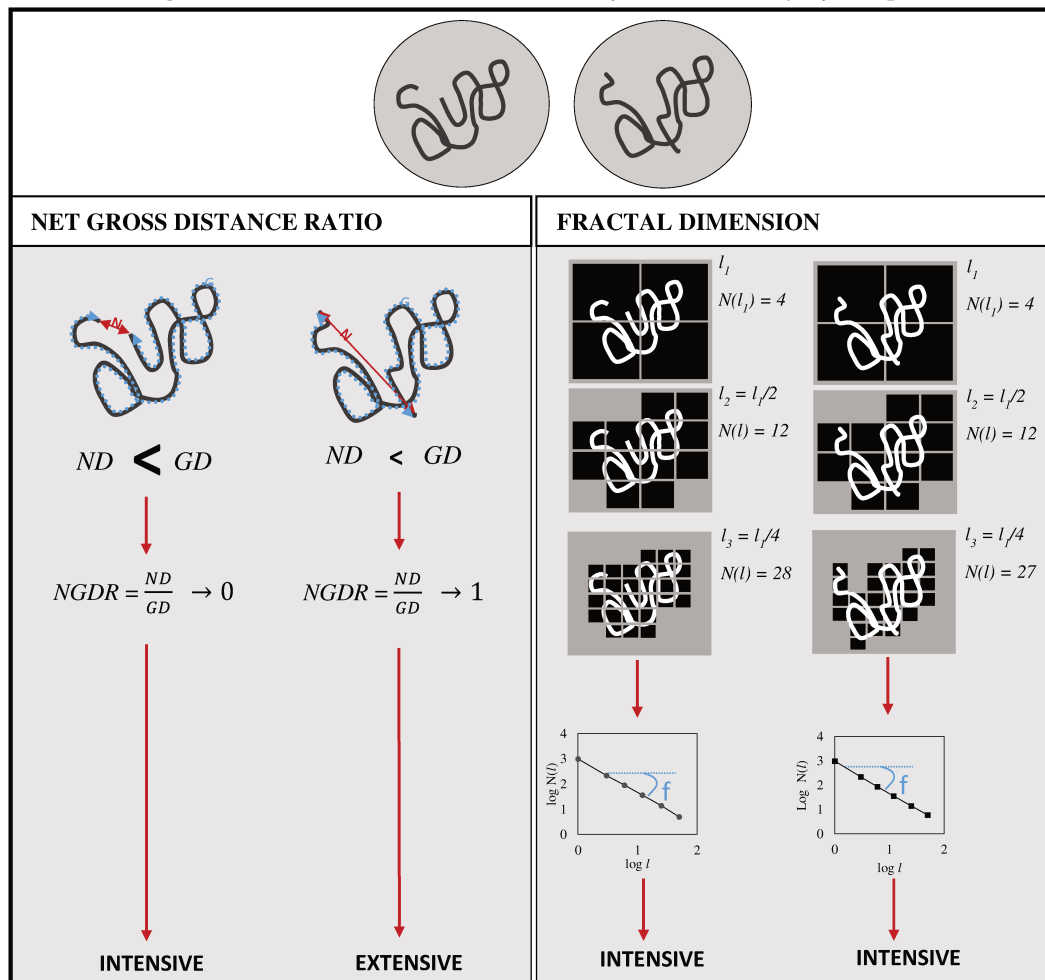 NET GROSS DISTANCE RATIO
G
N
ND < GD
NGDR = ND/GD → 0
INTENSIVE
G
N
ND < GD
NGDR = ND/GD → 1
EXTENSIVE
FRACTAL DIMENSION
l1
N(l1) = 4
l2 = l1/2
N(l) = 12
l3 = l1/4
N(l) = 28
4
3
2
1
0
log N(l)
f
0 1 2
log l
INTENSIVE
l1
N(l1) = 4
l2 = l1/2
N(l) = 12
l3 = l1/4
N(l) = 27
4
3
2
1
0
Log N(l)
f
0 1 2
log l
INTENSIVE